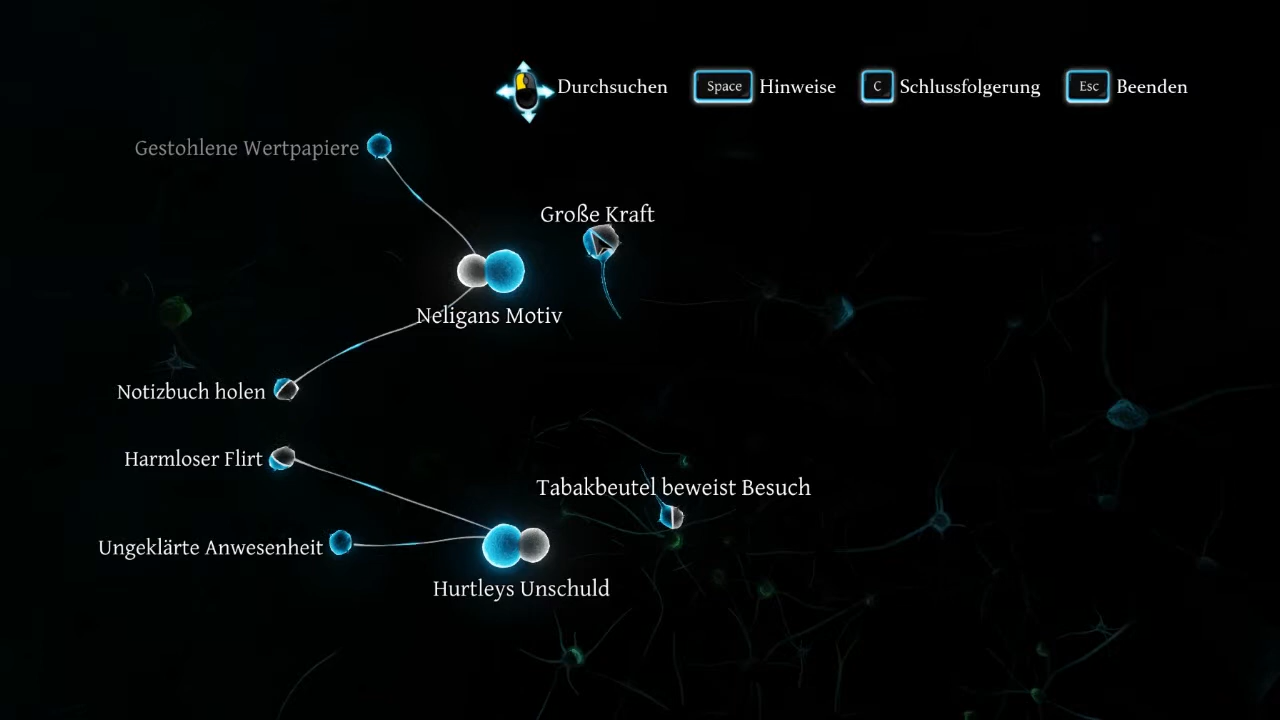 Durchsuchen
Space Hinweise
C Schlussfolgerung
Esc Beenden
Gestohlene Wertpapiere
Große Kraft
Neligans Motiv
Notizbuch holen
Harmloser Flirt
Tabakbeutel beweist Besuch
Ungeklärte Anwesenheit
Hurtleys Unschuld